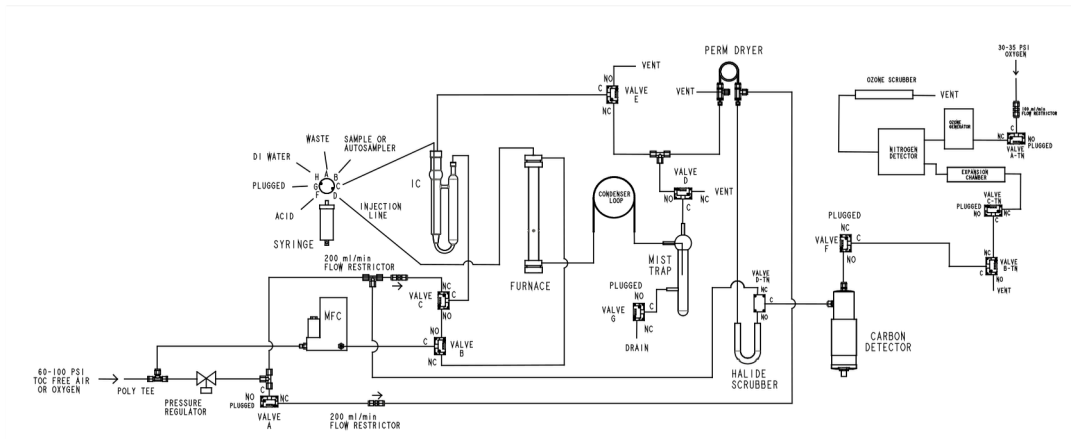 PERM DRYER
30-35 PSI
OXYGEN
NO
VENT
C
VALVE
E
NC
VENT
OZONE SCRUBBER
VENT
100 ml/min
FLOW RESTRICTOR
OZONE
GENERATOR
C
NC
NO
PLUGGED
VALVE
A-TN
NITROGEN
DETECTOR
EXPANSION
CHAMBER
WASTE
SAMPLE OR
AUTOSAMPLER
DI WATER
H A B
G C
F D
PLUGGED
ACID
INJECTION
LINE
SYRINGE
IC
VALVE
D
NO
NC
VENT
C
CONDENSER
LOOP
VALVE
C-TN
PLUGGED
NO
NC
C
PLUGGED
NC
VALVE
F
C
NO
MIST
TRAP
NC
C
VALVE
B-TN
NO
VENT
200 ml/min
FLOW RESTRICTOR
FURNACE
VALVE
D-TN
NC
C
NO
PLUGGED
NO
VALVE
G
C
NC
DRAIN
NC
VALVE
C
C
NO
MFC
NO
C
VALVE
B
NC
CARBON
DETECTOR
HALIDE
SCRUBBER
60-100 PSI
TOC FREE AIR
OR OXYGEN
POLY TEE
PRESSURE
REGULATOR
C
NO
PLUGGED
NC
VALVE
A
200 ml/min
FLOW RESTRICTOR